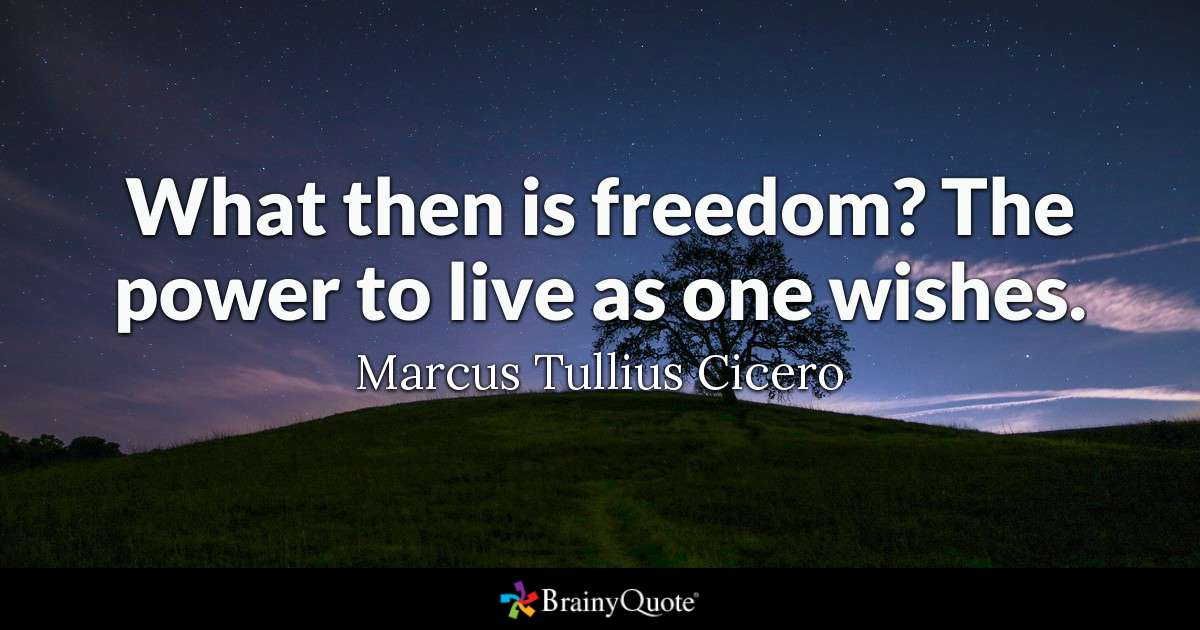 What then is freedom? The
power to live as one wishes.
Marcus Tullius Cicero
BrainyQuote®